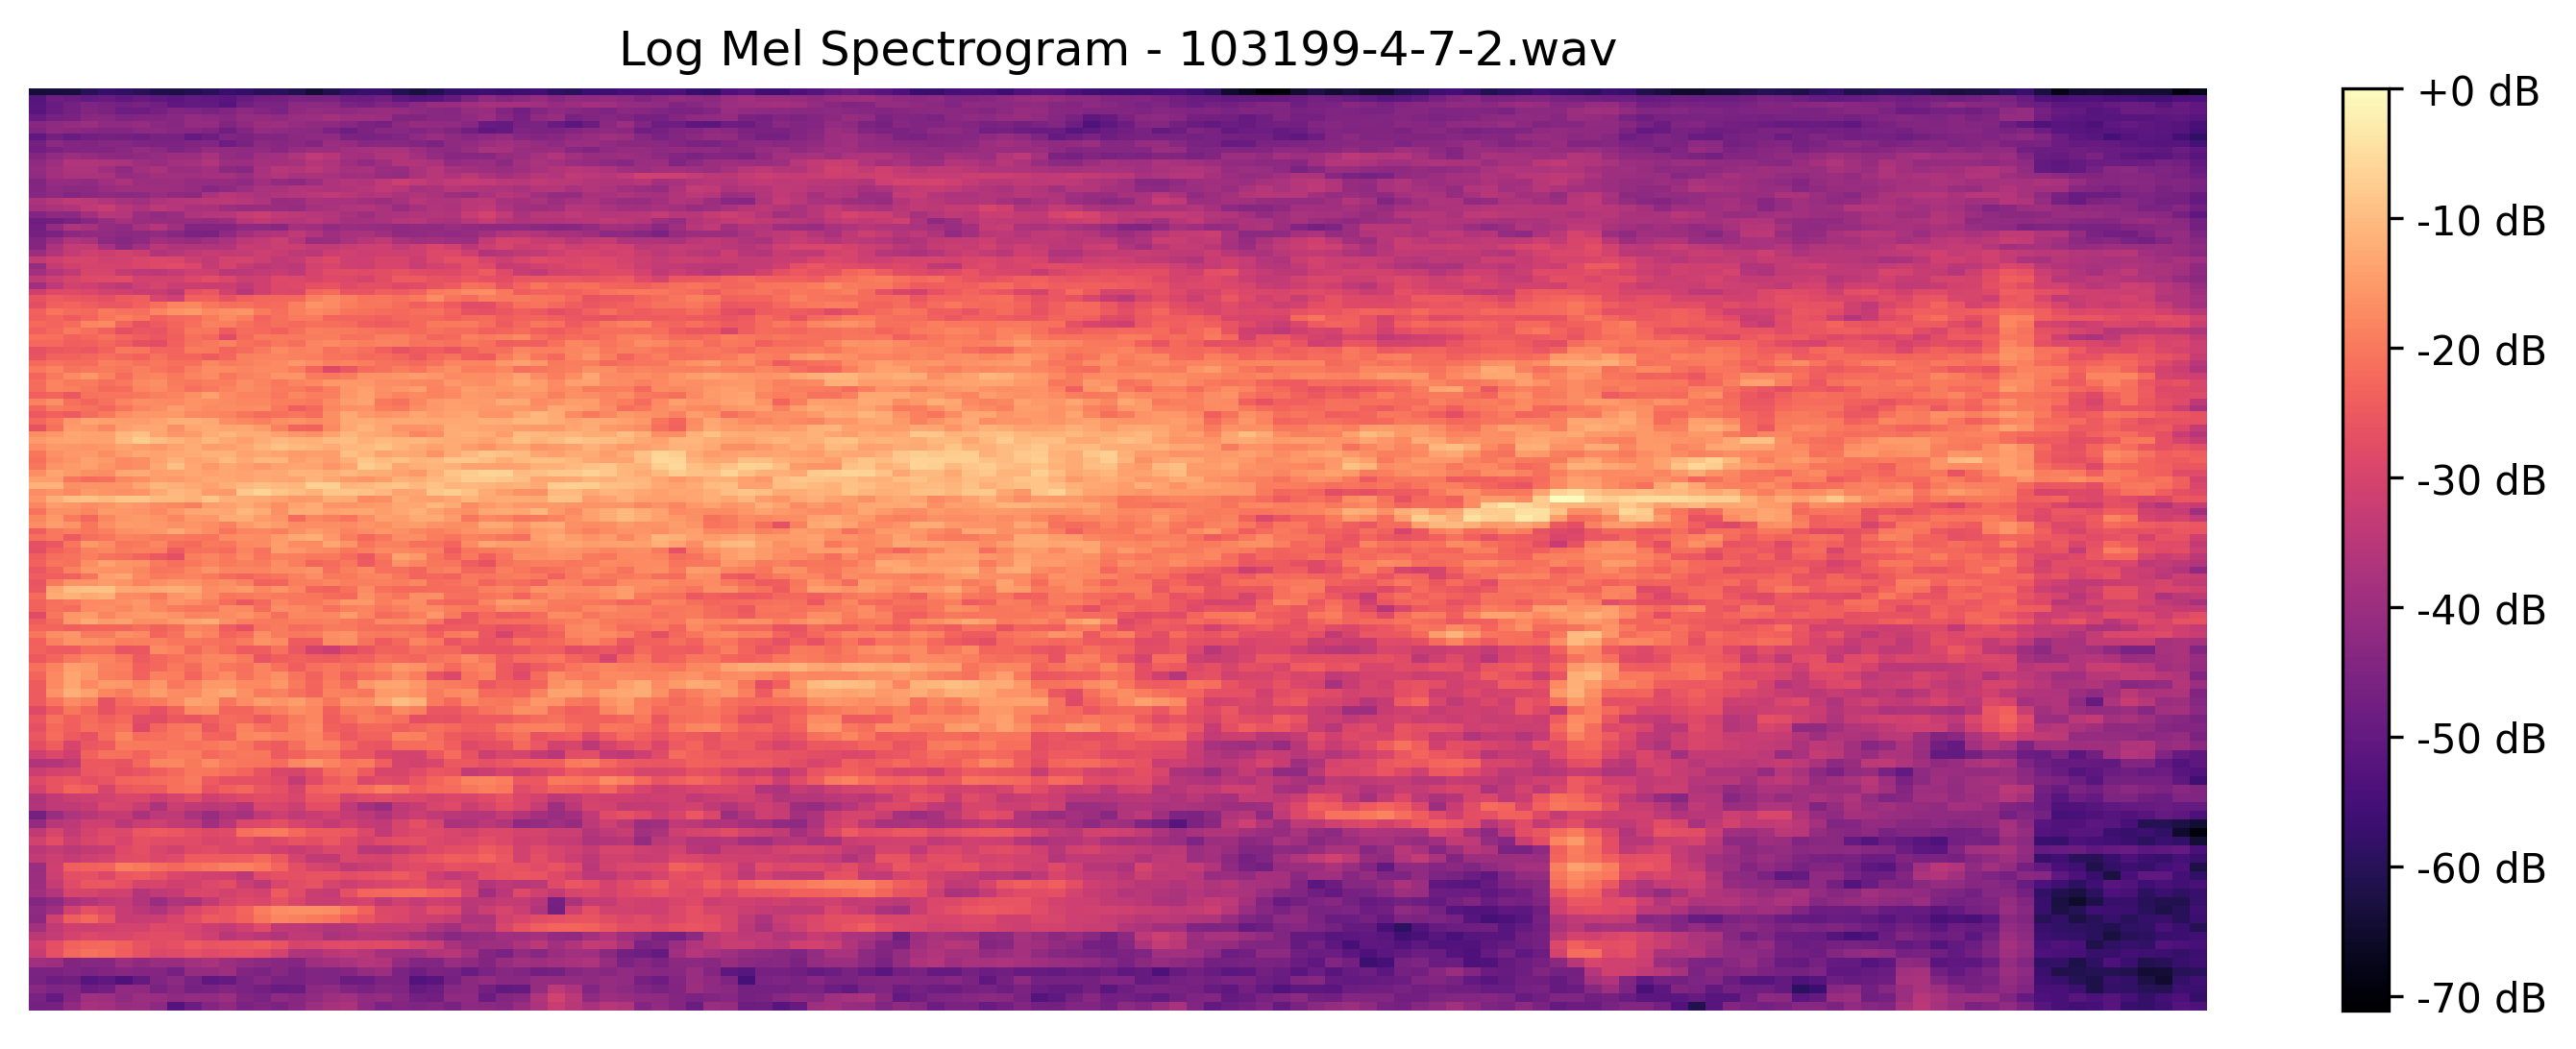 Log Mel Spectrogram - 103199-4-7-2.wav
+0 dB
-10 dB
-20 dB
-30 dB
-40 dB
-50 dB
-60 dB
-70 dB